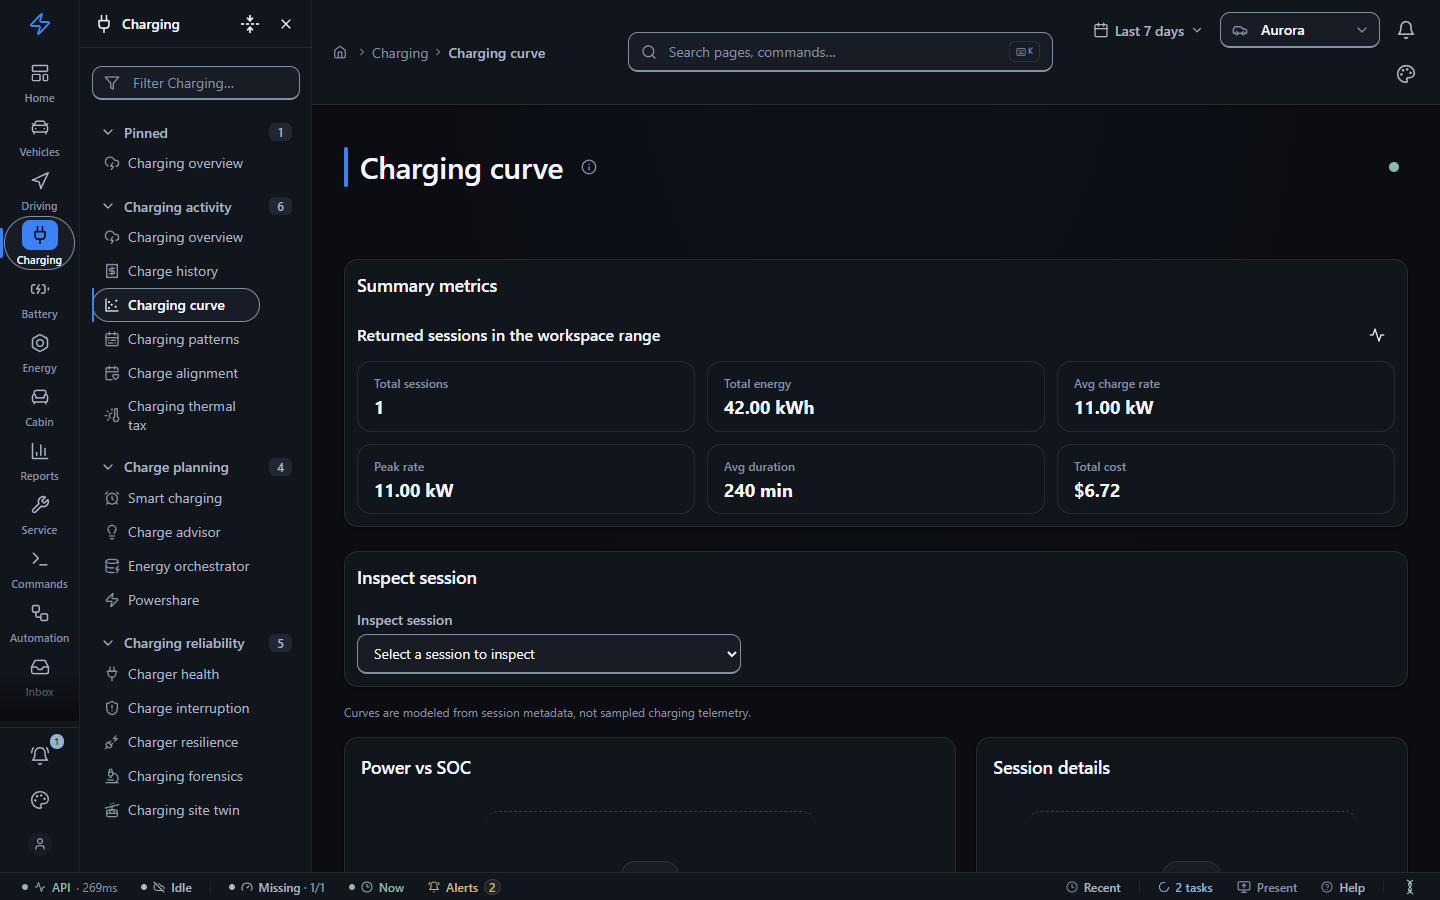 Home
Vehicles
Driving
Charging
Battery
Energy
Cabin
Reports
Service
Commands
Automation
Inbox
1
Charging
Filter Charging...
Pinned 1
Charging overview
Charging activity 6
Charging overview
Charge history
Charging curve
Charging patterns
Charge alignment
Charging thermal
tax
Charge planning 4
Smart charging
Charge advisor
Energy orchestrator
Powershare
Charging reliability 5
Charger health
Charge interruption
Charger resilience
Charging forensics
Charging site twin
Charging
Charging curve
Search pages, commands...
K
Last 7 days
Aurora
Charging curve
Summary metrics
Returned sessions in the workspace range
Total sessions
1
Total energy
42.00 kWh
Avg charge rate
11.00 kW
Peak rate
11.00 kW
Avg duration
240 min
Total cost
$6.72
Inspect session
Inspect session
Select a session to inspect
Curves are modeled from session metadata, not sampled charging telemetry.
Power vs SOC
Session details
API · 269ms
Idle
Missing · 1/1
Now
Alerts 2
Recent
2 tasks
Present
Help